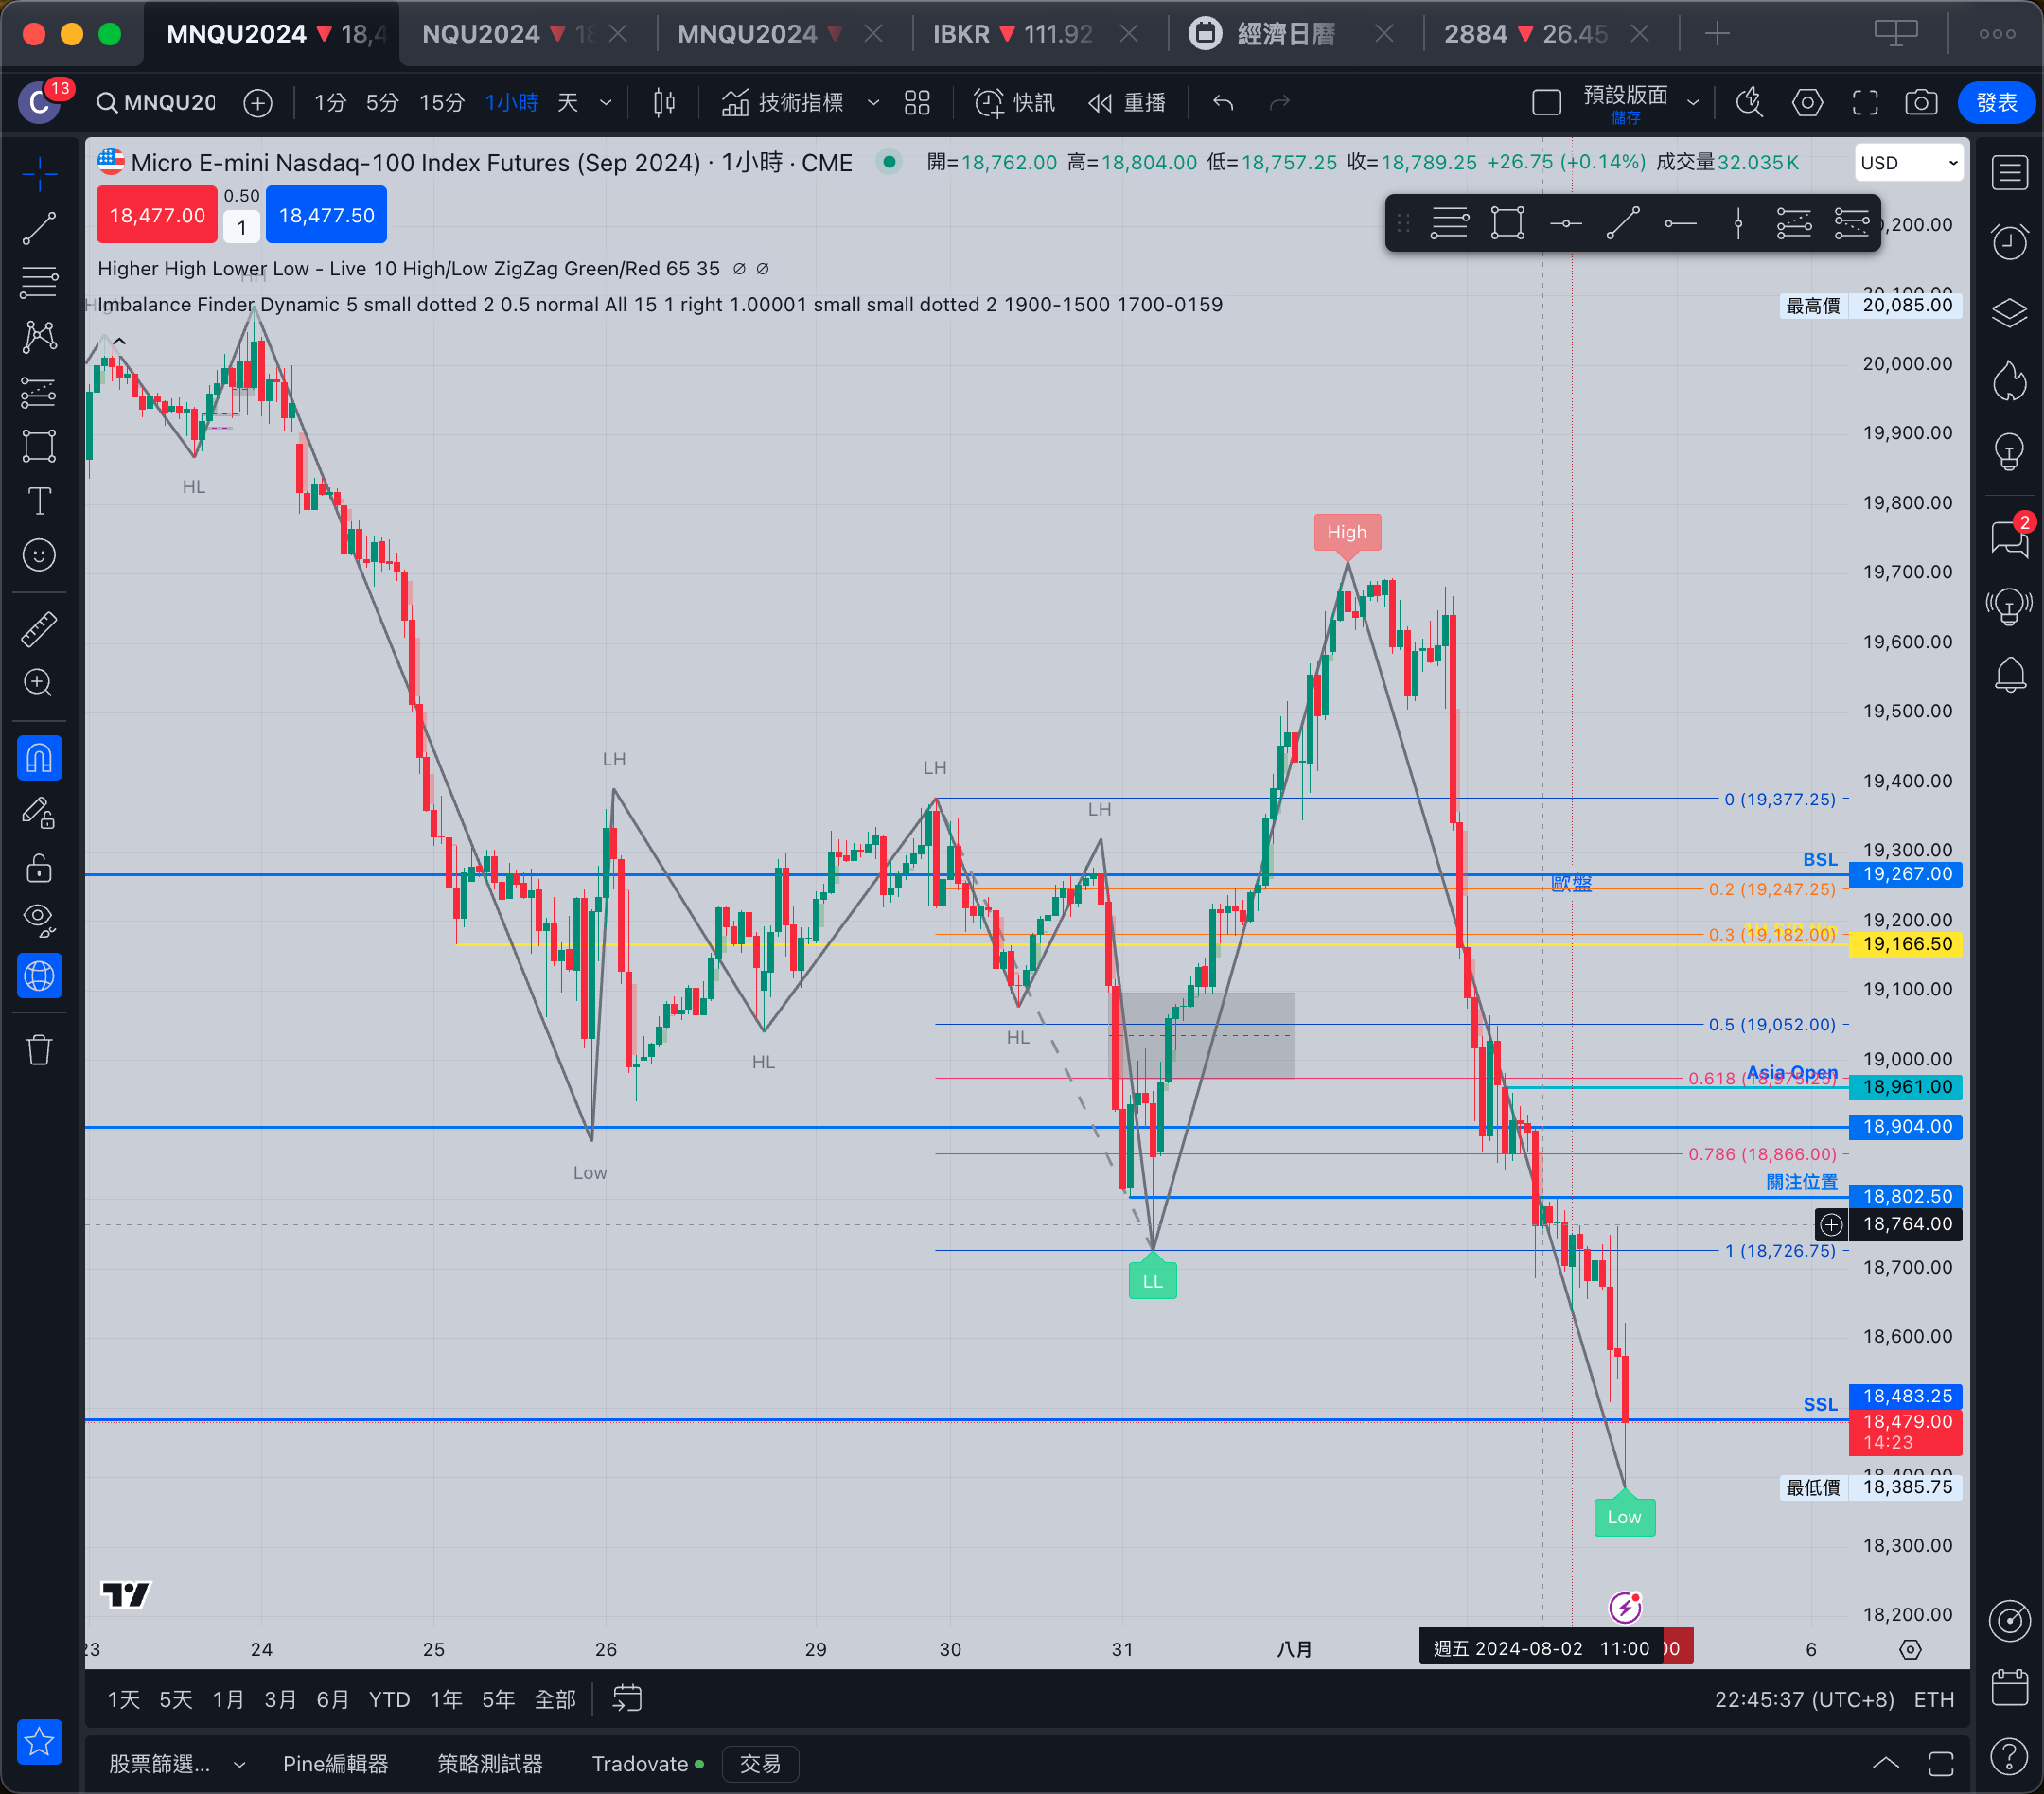 MNQU2024 18,4
NQU2024 18
MNQU2024
IBKR 111.92
經濟日曆
2884 26.45
C 13
MNQU20
1分 5分 15分 1小時 天
技術指標
快訊
重播
預設版面
儲存
發表
Micro E-mini Nasdaq-100 Index Futures (Sep 2024) · 1小時 · CME
開=18,762.00 高=18,804.00 低=18,757.25 收=18,789.25 +26.75 (+0.14%) 成交量32.035K
USD
18,477.00
0.50
1
18,477.50
Higher High Lower Low - Live 10 High/Low ZigZag Green/Red 65 35 ∅ ∅
HH
Imbalance Finder Dynamic 5 small dotted 2 0.5 normal All 15 1 right 1.00001 small small dotted 2 1900-1500 1700-0159
,200.00
20,100.00
最高價 20,085.00
20,000.00
19,900.00
HL
19,800.00
High
19,700.00
19,600.00
19,500.00
LH
LH
19,400.00
0 (19,377.25)
LH
19,300.00
BSL
19,267.00
歐盤
0.2 (19,247.25)
19,200.00
0.3 (19,182.00)
19,166.50
19,100.00
0.5 (19,052.00)
HL
HL
19,000.00
Asia Open
0.618 (18,975.25)
18,961.00
18,904.00
0.786 (18,866.00)
Low
關注位置
18,802.50
18,764.00
1 (18,726.75)
18,700.00
LL
18,600.00
18,483.25
SSL
18,479.00
14:23
18,400.00
最低價 18,385.75
Low
18,300.00
18,200.00
23 24 25 26 29 30 31 八月 週五 2024-08-02 11:00 00 6
1天 5天 1月 3月 6月 YTD 1年 5年 全部
22:45:37 (UTC+8) ETH
股票篩選...
Pine編輯器
策略測試器
Tradovate
交易
2